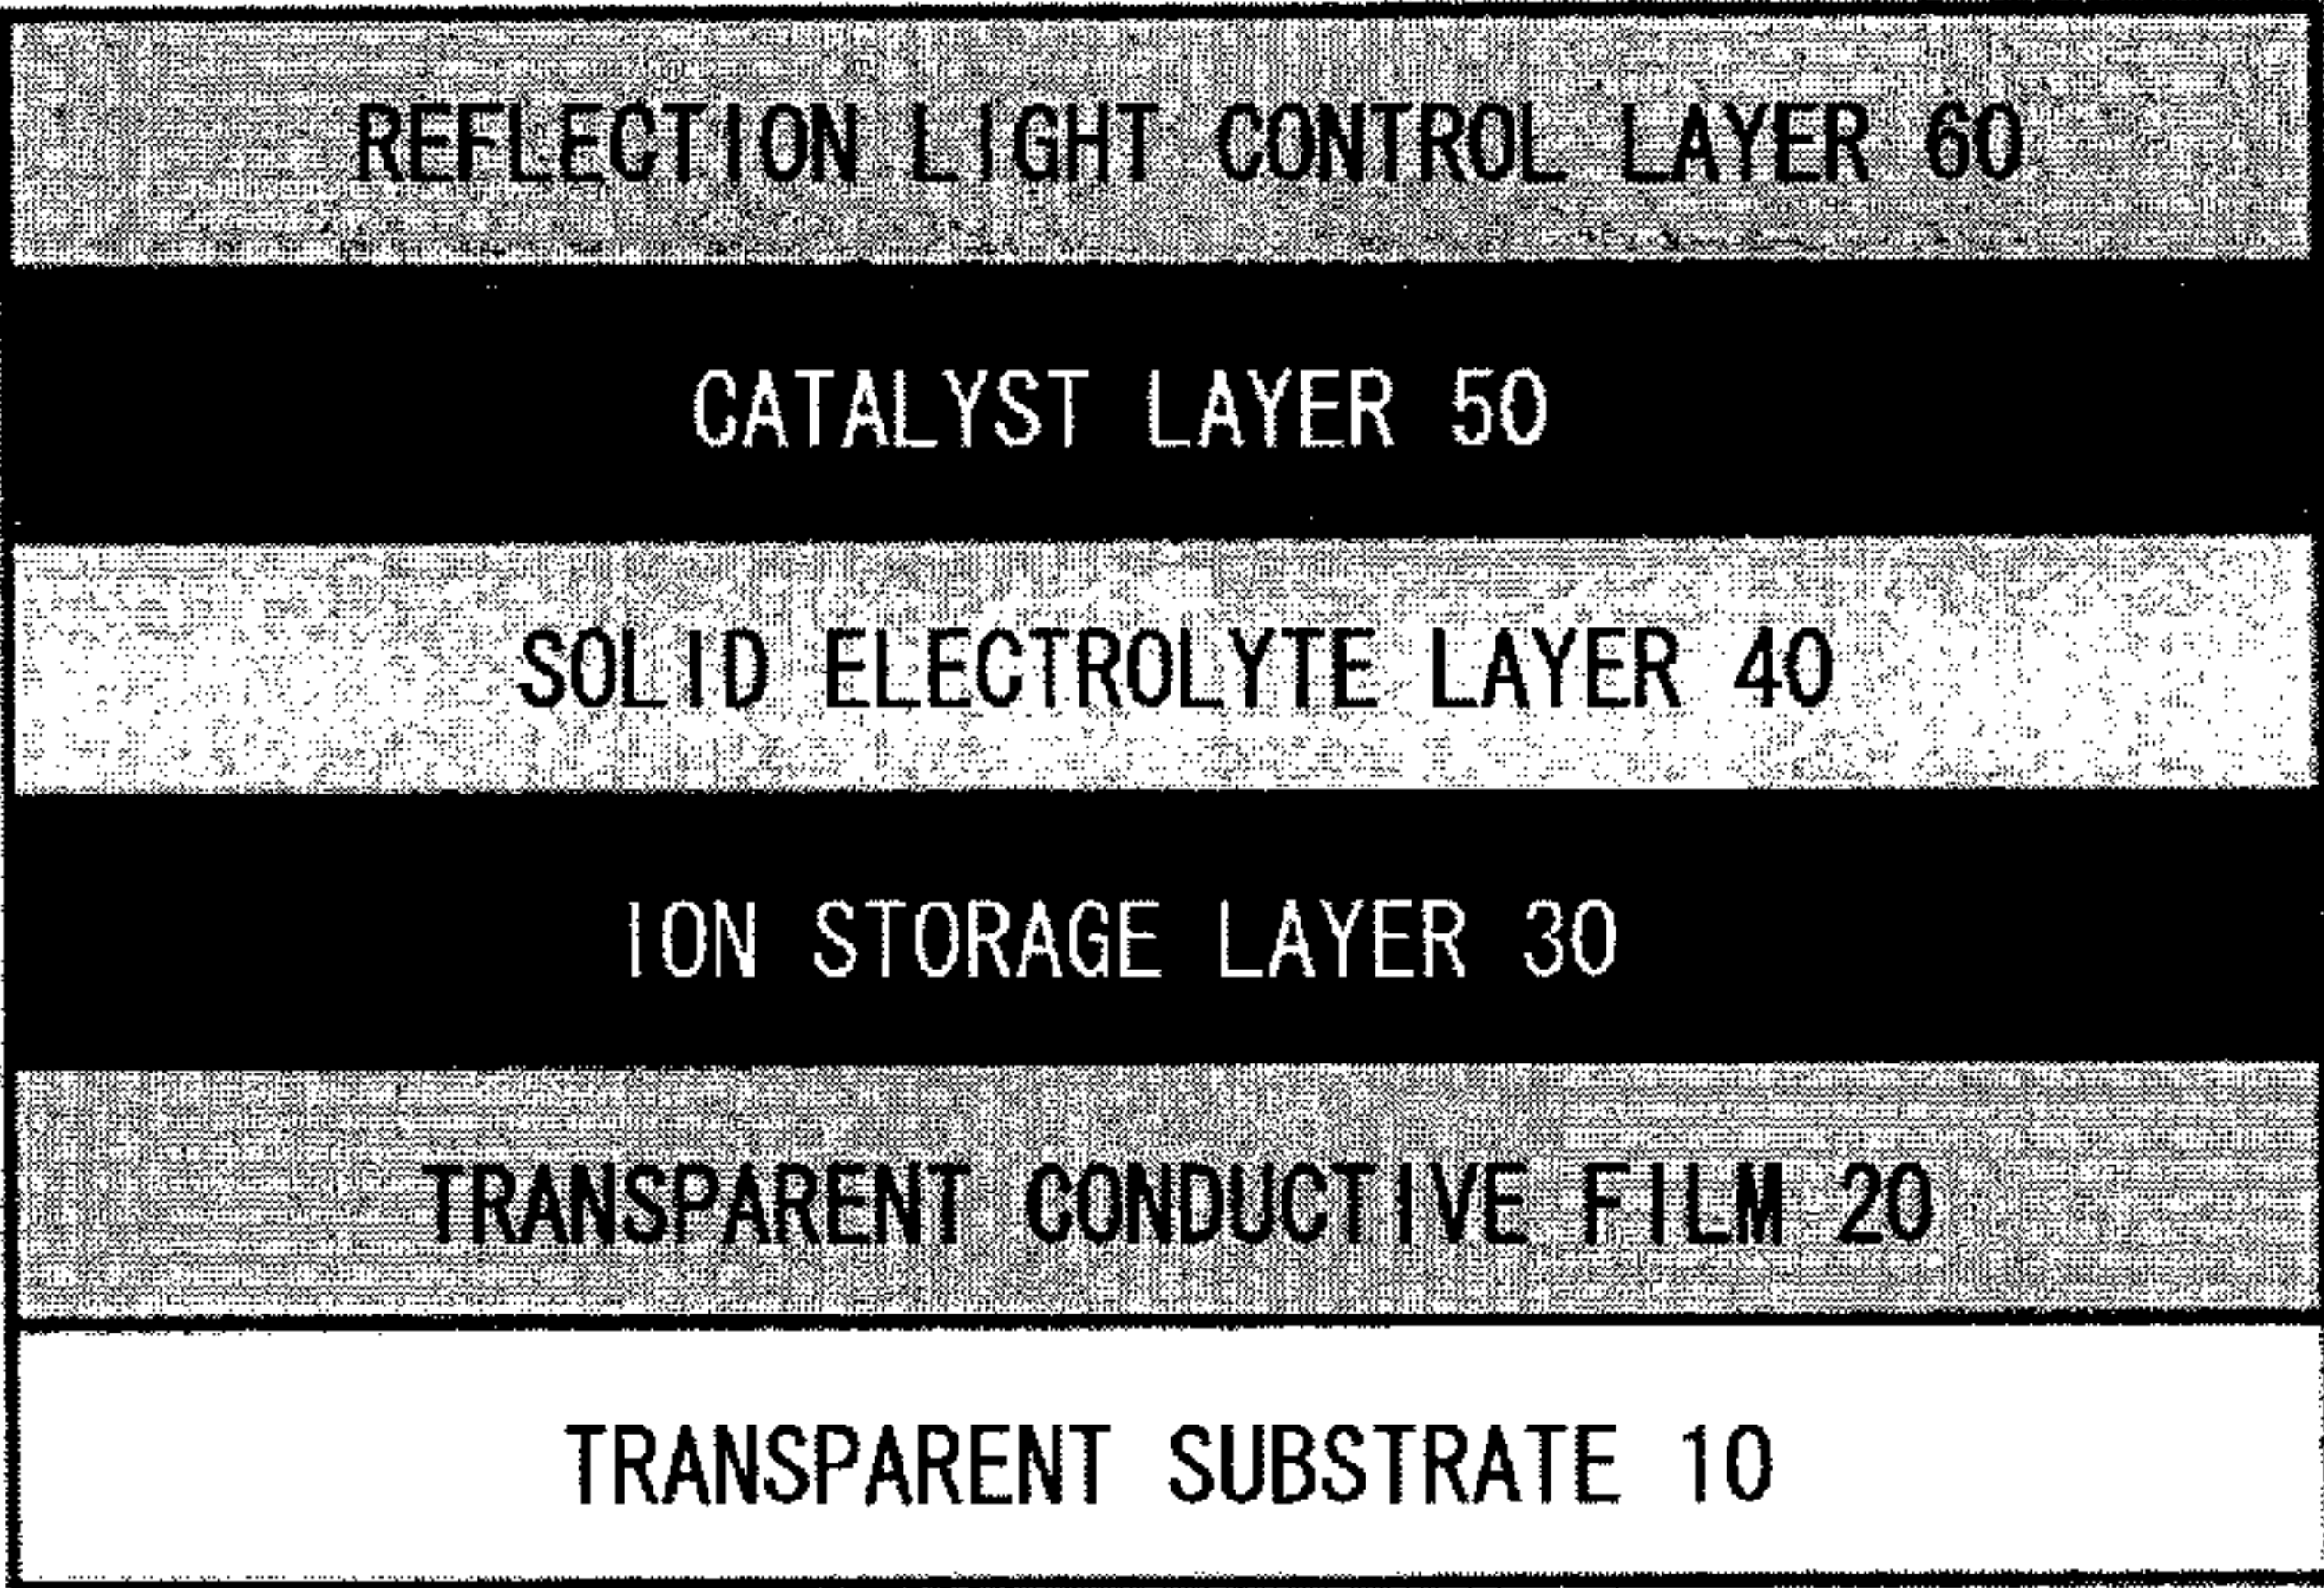 REFLECTION LIGHT CONTROL LAYER 60
CATALYST LAYER 50
SOLID ELECTROLYTE LAYER 40
ION STORAGE LAYER 30
TRANSPARENT CONDUCTIVE FILM 20
TRANSPARENT SUBSTRATE 10